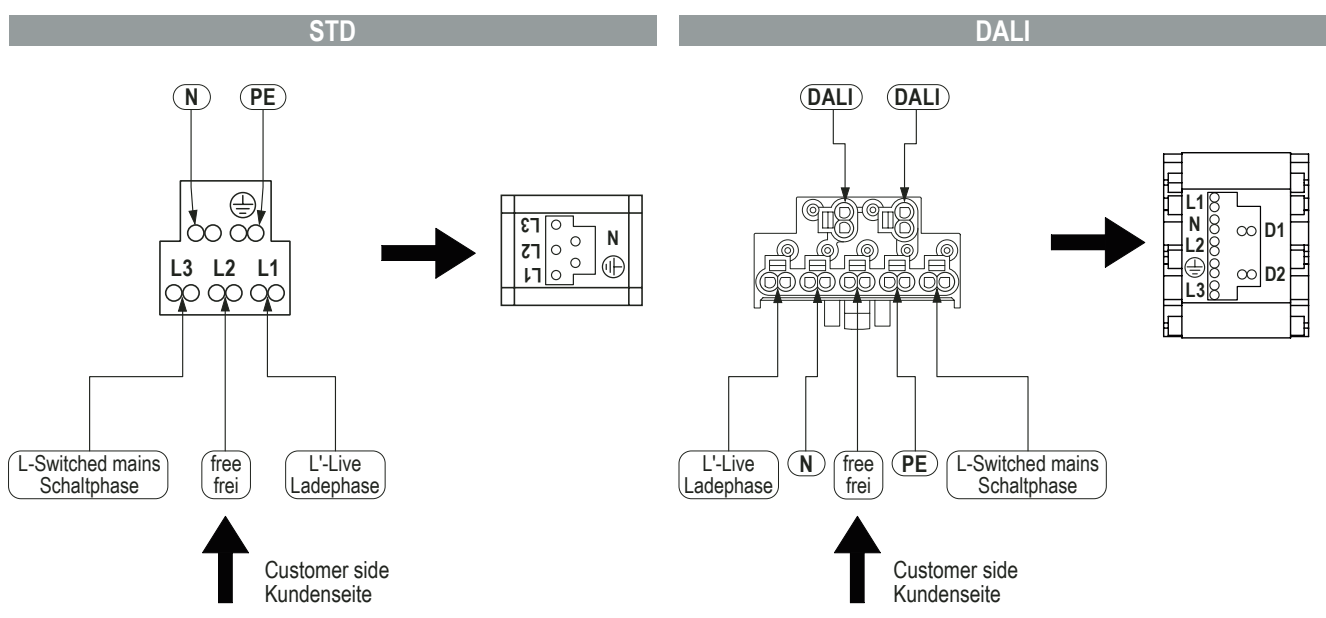 STD
N
PE
L3 L2 L1
L-Switched mains
Schaltphase
free
frei
L'-Live
Ladephase
Customer side
Kundenseite
L3
L2
L1
N
DALI
DALI
DALI
L'-Live
Ladephase
N
free
frei
PE
L-Switched mains
Schaltphase
Customer side
Kundenseite
L1
N
L2
L3
D1
D2